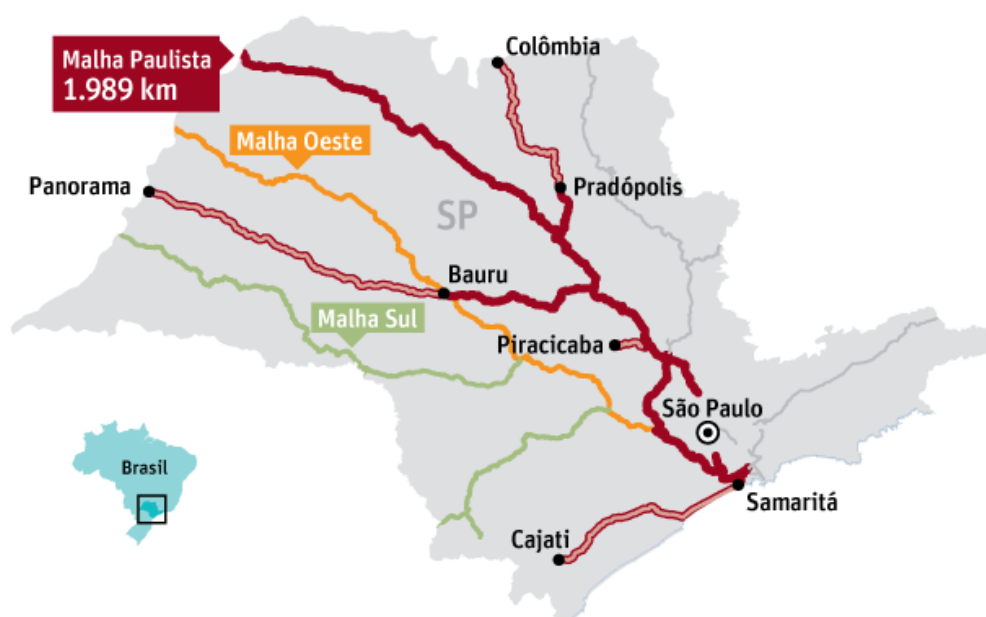 Colômbia
Malha Paulista
1.989 km
Malha Oeste
Panorama
Pradópolis
SP
Bauru
Malha Sul
Piracicaba
São Paulo
Brasil
Samaritá
Cajati